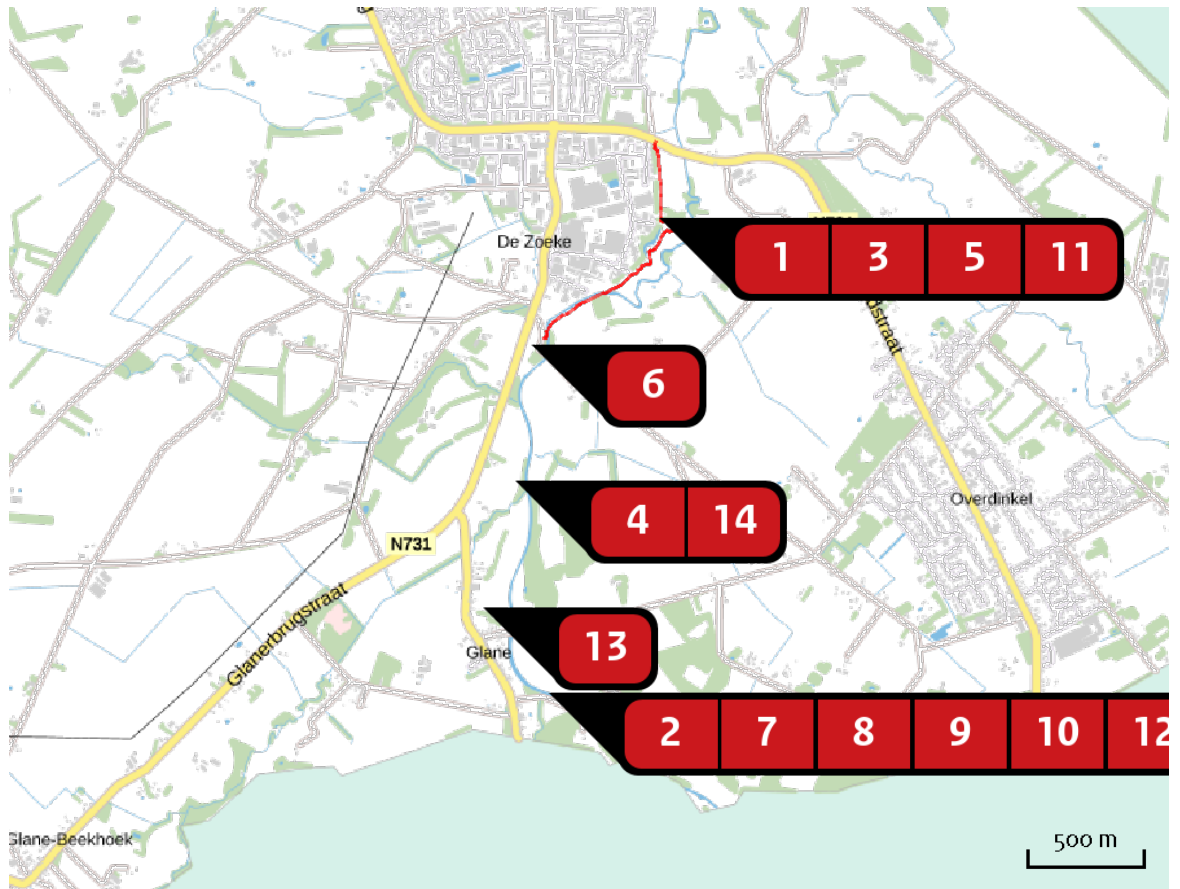 De Zoeke
1 3 5 11
6
Overdinkel
4 14
N731
Glanerbrugstraat
13
Glane
2 7 8 9 10 12
Glane-Beekhoek
500 m